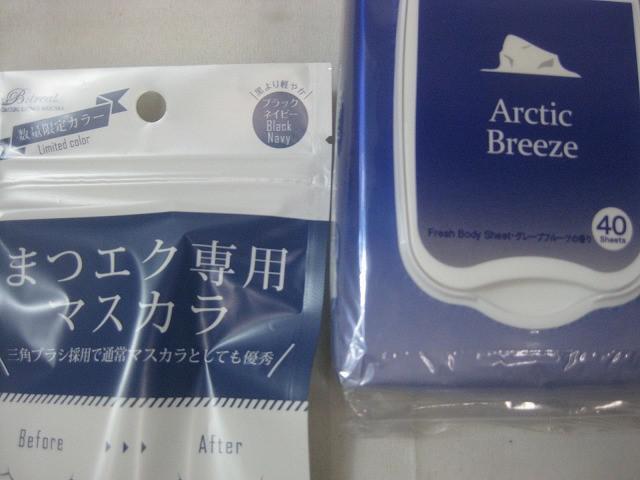 Bstreet
数量限定カラー
Limited color
黒より軽やか
ブラック
ネイビー
Black
Navy
まつエク専用
マスカラ
三角ブラシ採用で通常マスカラとしても優秀
Before
After
Arctic
Breeze
Fresh Body Sheet・グレープフルーツの香り
40
Sheets